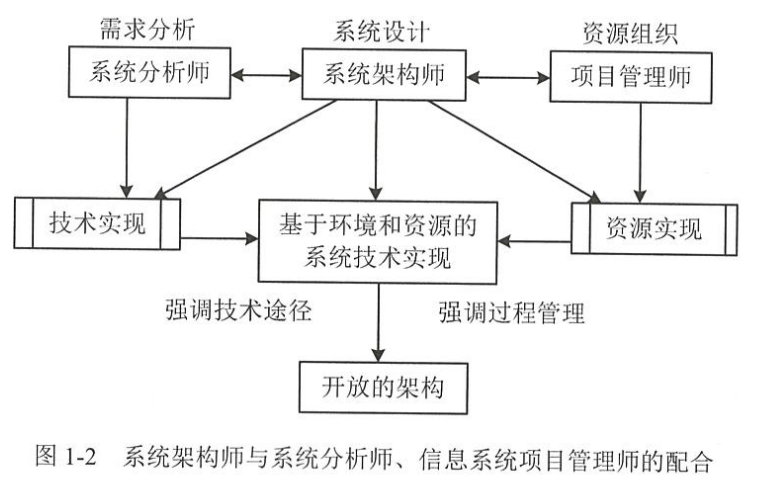 需求分析
系统设计
资源组织
系统分析师
系统架构师
项目管理师
技术实现
基于环境和资源的
系统技术实现
资源实现
强调技术途径
强调过程管理
开放的架构
图 1-2 系统架构师与系统分析师、信息系统项目管理师的配合